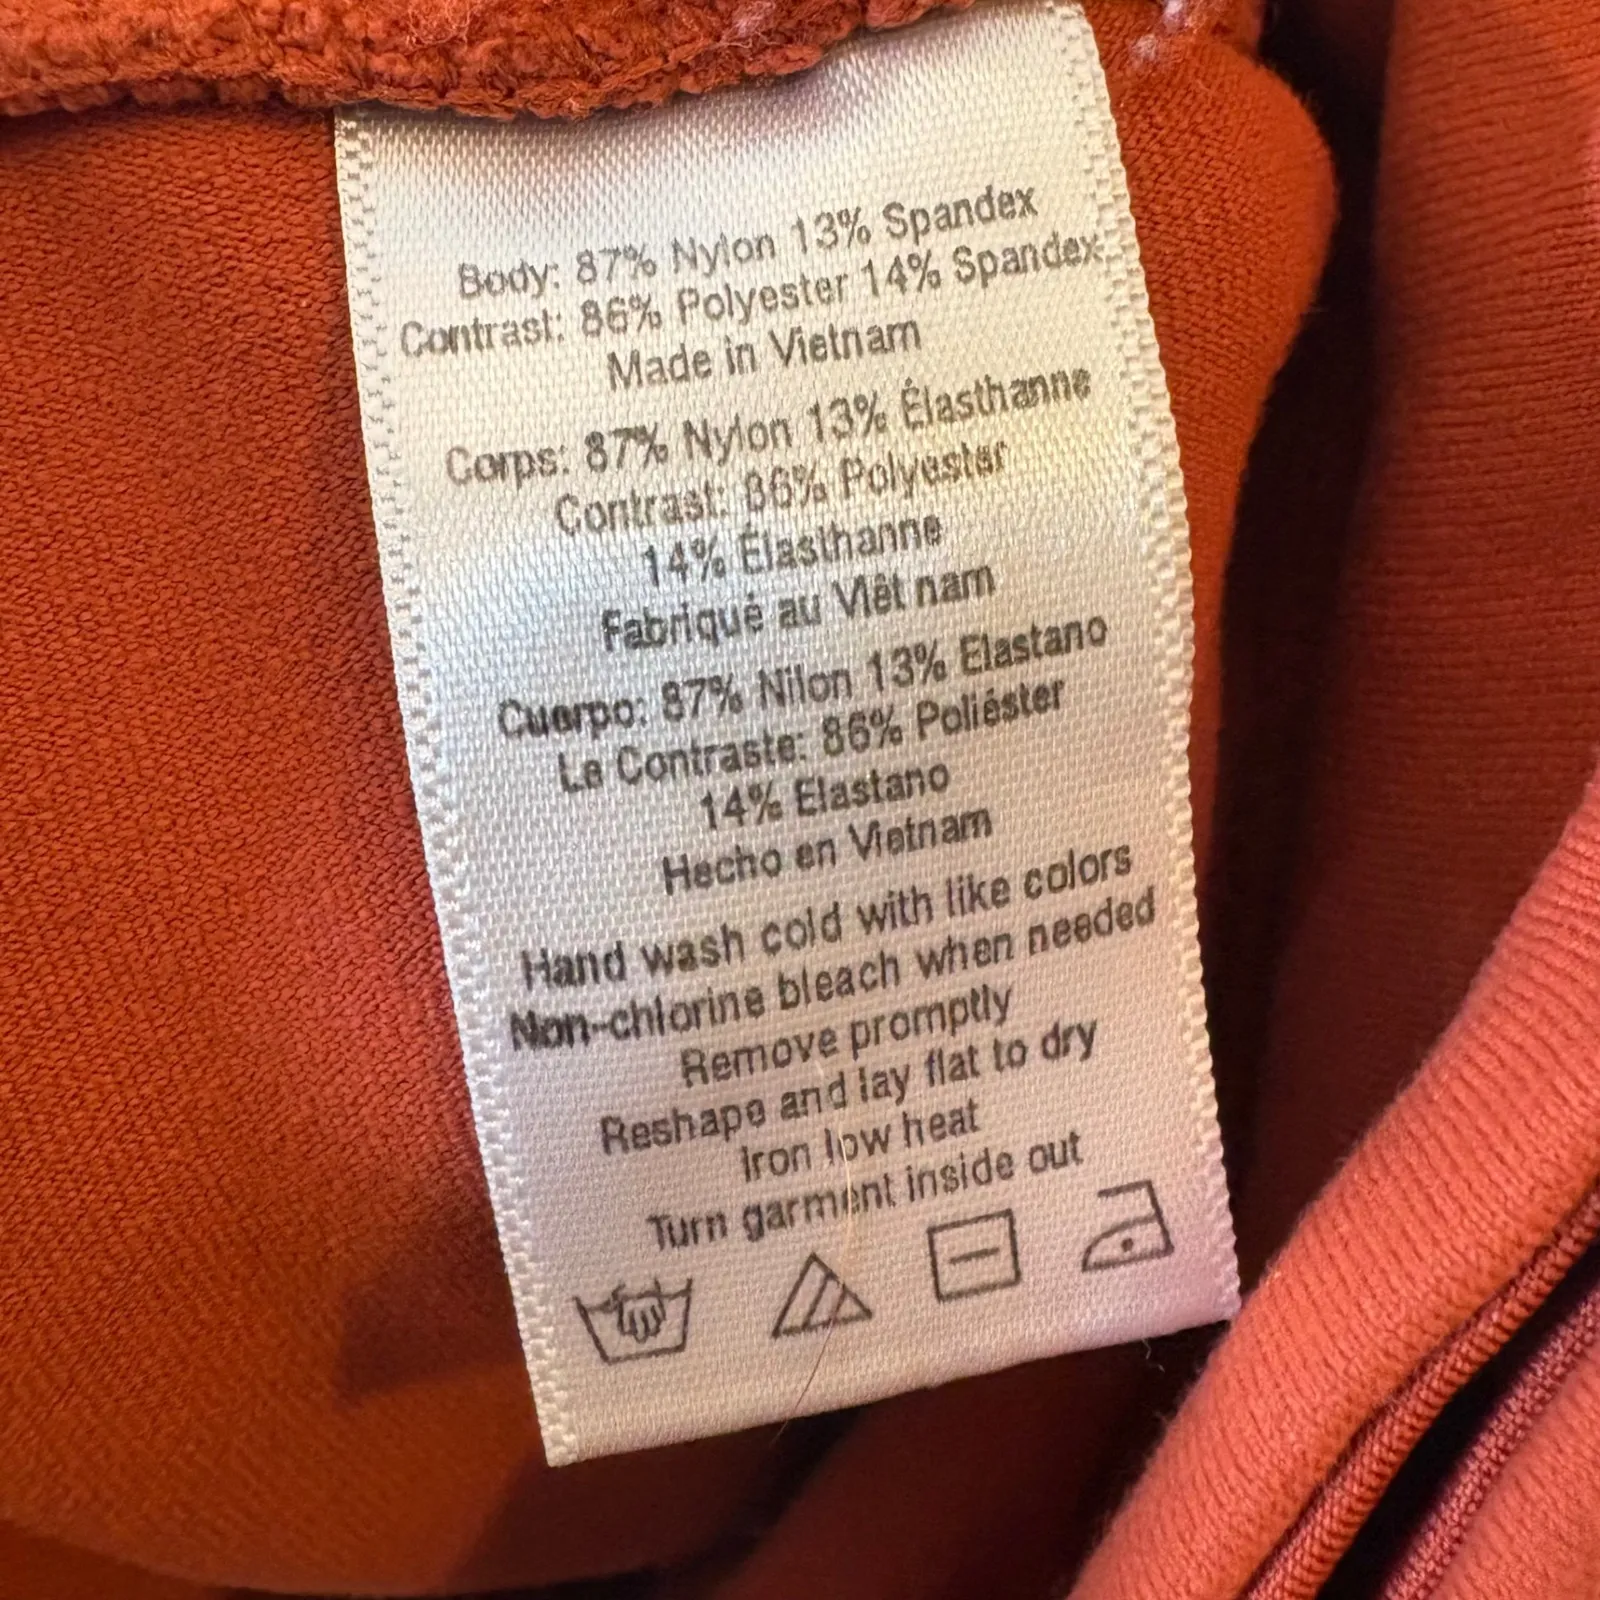 Body: 87% Nylon 13% Spandex
Contrast: 86% Polyester 14% Spandex
Made in Vietnam
Corps: 87% Nylon 13% Élasthanne
Contrast: 86% Polyester
14% Élasthanne
Fabriqué au Viêt nam
Cuerpo: 87% Nilon 13% Elastano
Le Contraste: 86% Poliéster
14% Elastano
Hecho en Vietnam
Hand wash cold with like colors
Non-chlorine bleach when needed
Remove promptly
Reshape and lay flat to dry
Iron low heat
Turn garment inside out